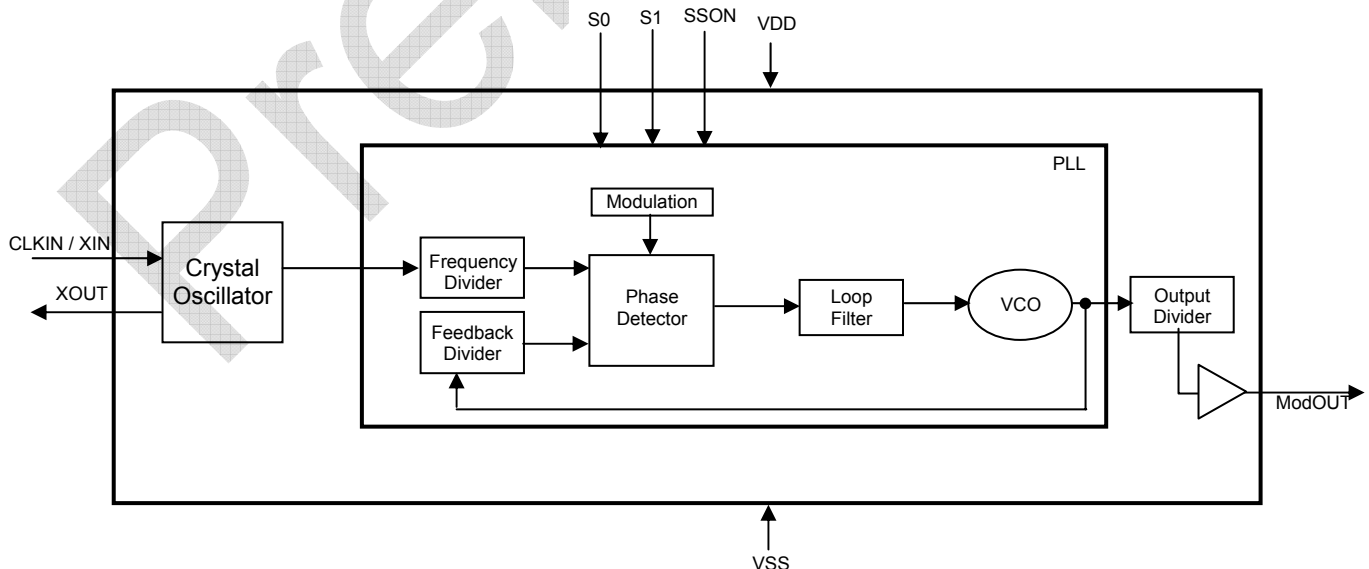 S0 S1 SSON VDD
PLL
Modulation
CLKIN / XIN
XOUT
Crystal
Oscillator
Frequency
Divider
Feedback
Divider
Phase
Detector
Loop
Filter
VCO
Output
Divider
ModOUT
VSS